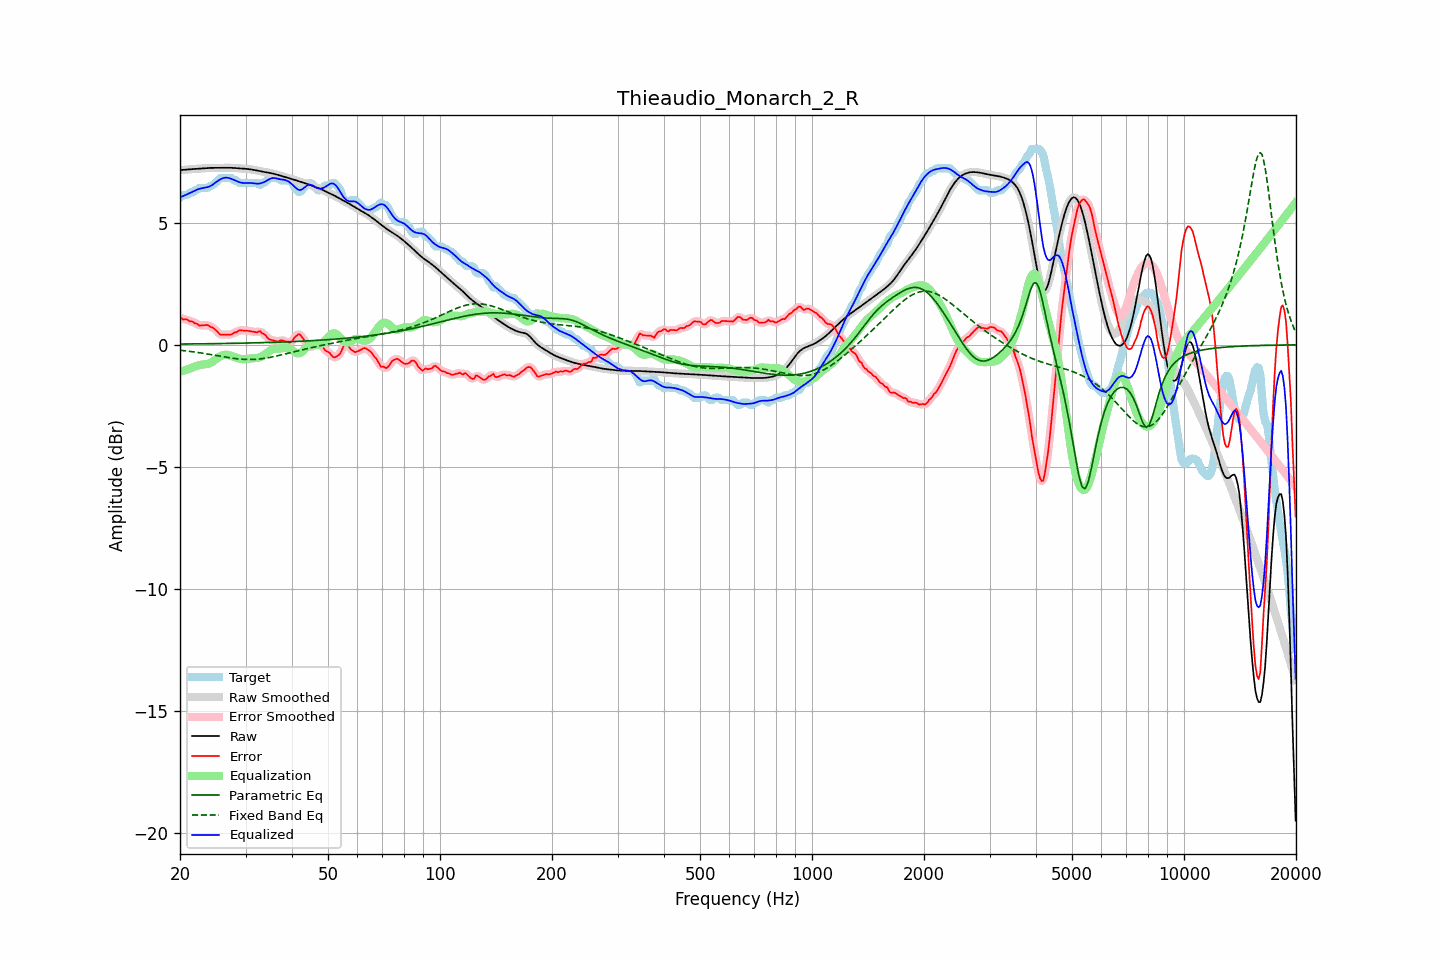 Thieaudio_Monarch_2_R
Amplitude (dBr)
5
0
−5
−10
−15
−20
Target
Raw Smoothed
Error Smoothed
Raw
Error
Equalization
Parametric Eq
Fixed Band Eq
Equalized
20 50 100 200 500 1000 2000 5000 10000 20000
Frequency (Hz)